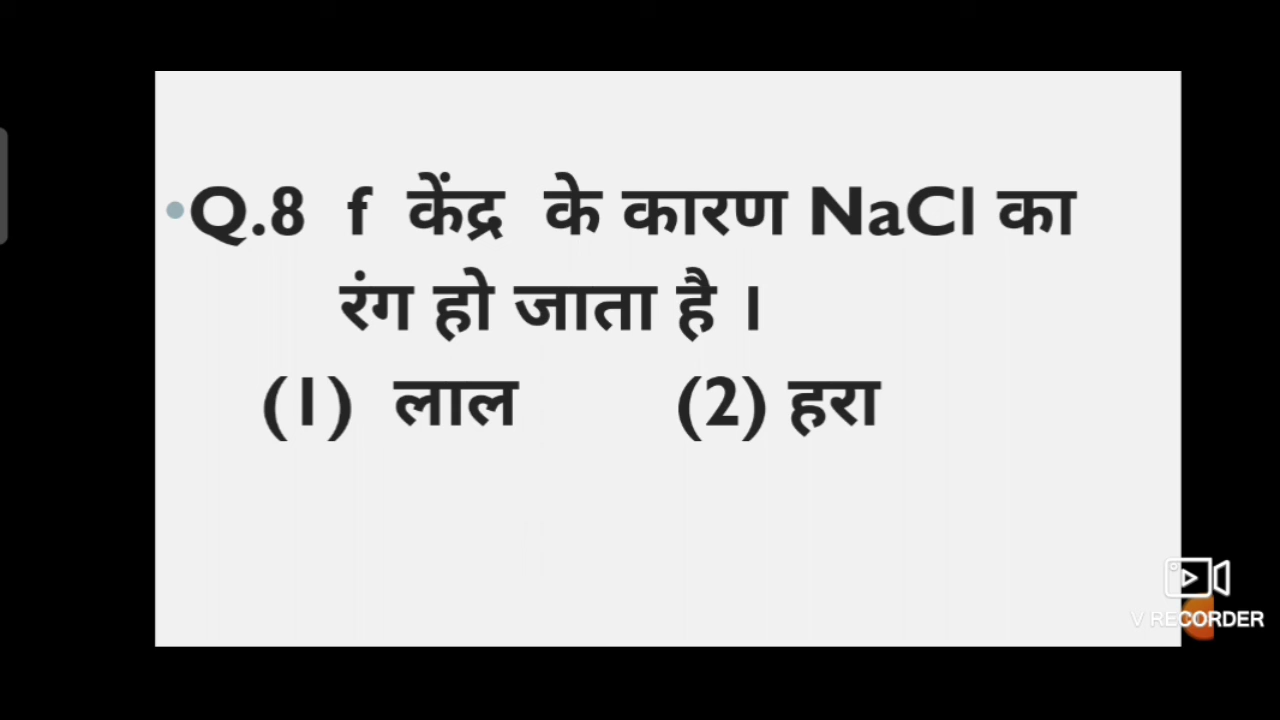 •Q.8 f केंद्र के कारण NaCl का
रंग हो जाता है ।
(1) लाल (2) हरा
V RECORDER